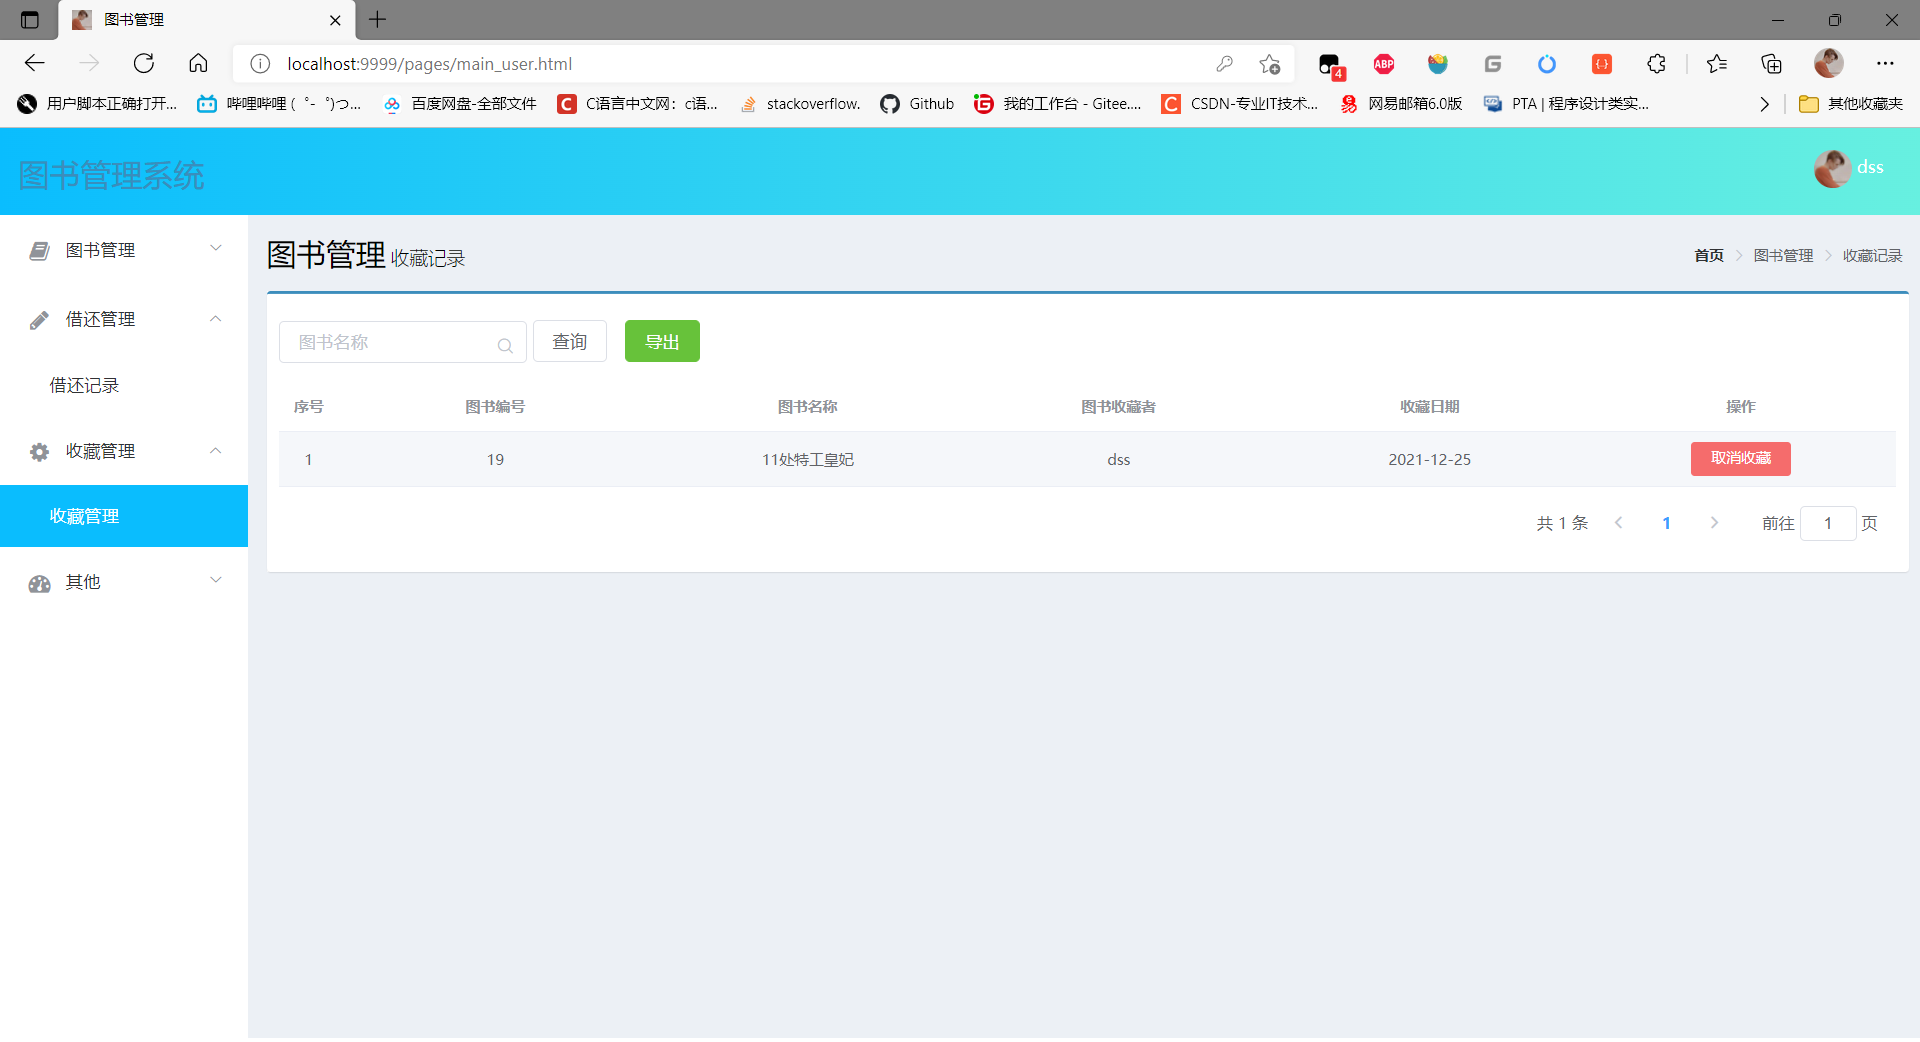 图书管理
localhost:9999/pages/main_user.html
4
ABP
用户脚本正确打开...
哔哩哔哩 (゜-゜)つ...
百度网盘-全部文件
C语言中文网：c语...
stackoverflow.
Github
我的工作台 - Gitee....
CSDN-专业IT技术...
网易邮箱6.0版
PTA | 程序设计类实...
其他收藏夹
图书管理系统
dss
图书管理
借还管理
借还记录
收藏管理
收藏管理
其他
图书管理 收藏记录
首页 > 图书管理 > 收藏记录
图书名称 查询 导出
序号 图书编号 图书名称 图书收藏者 收藏日期 操作
1 19 11处特工皇妃 dss 2021-12-25 取消收藏
共 1 条 < 1 > 前往 1 页